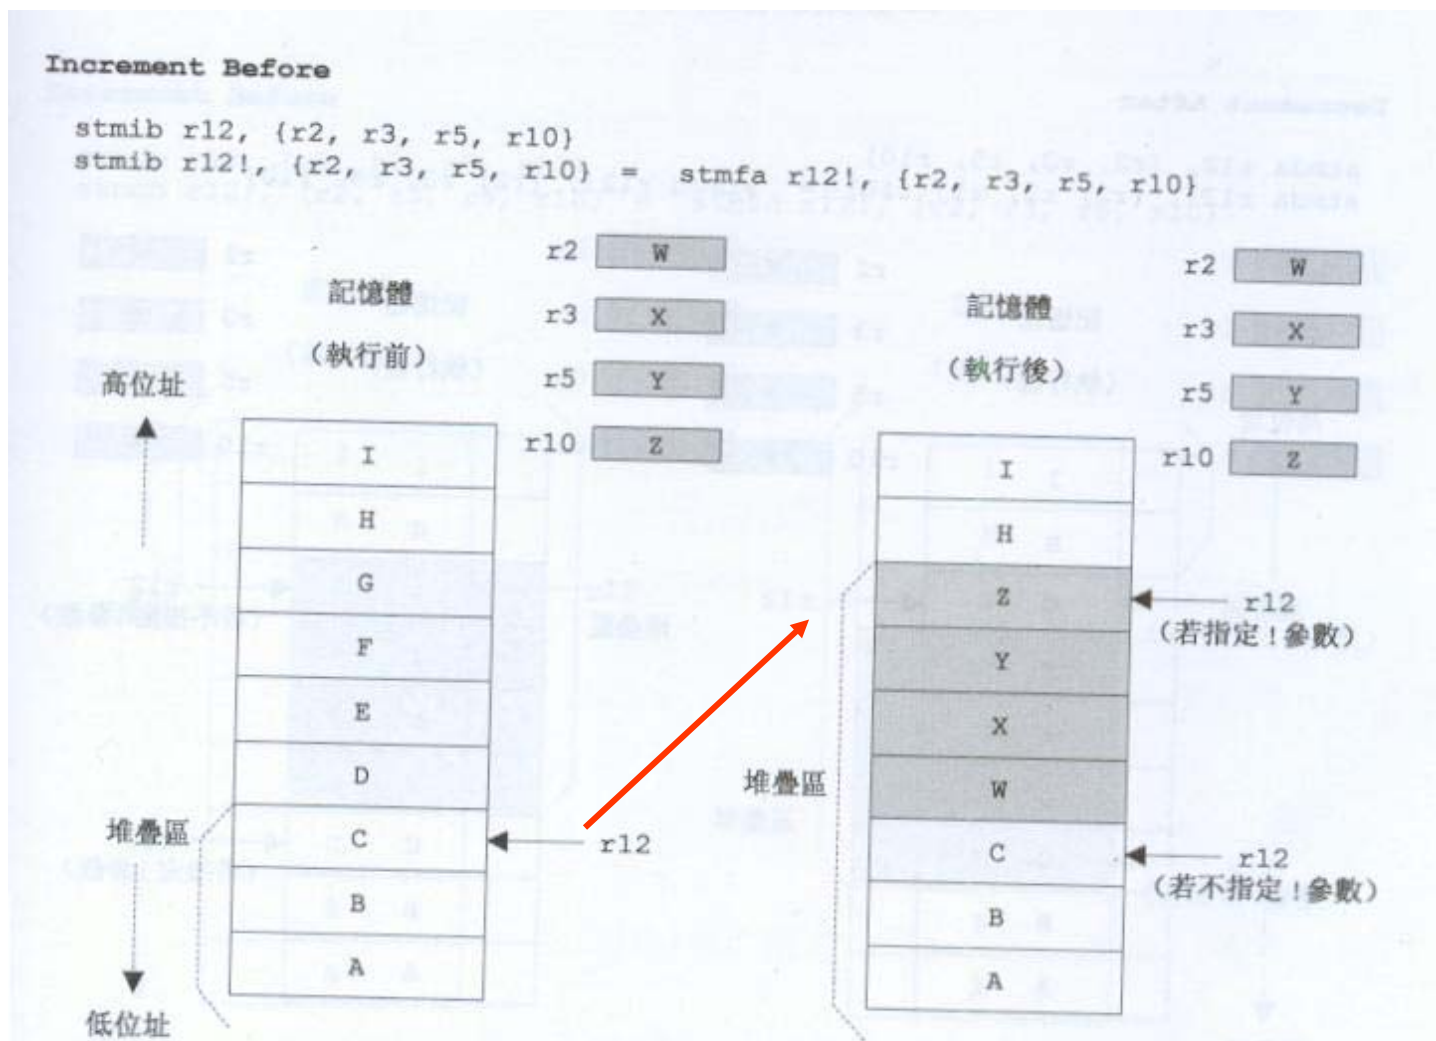 Increment Before
stmib r12, {r2, r3, r5, r10}
stmib r12!, {r2, r3, r5, r10} = stmfa r12!, {r2, r3, r5, r10}
記憶體
(執行前)
高位址
r2 W
r3 X
r5 Y
r10 Z
I
H
G
F
E
D
C
B
A
堆疊區
r12
低位址
記憶體
(執行後)
r2 W
r3 X
r5 Y
r10 Z
I
H
Z
Y
X
W
C
B
A
堆疊區
r12
(若指定!參數)
r12
(若不指定!參數)